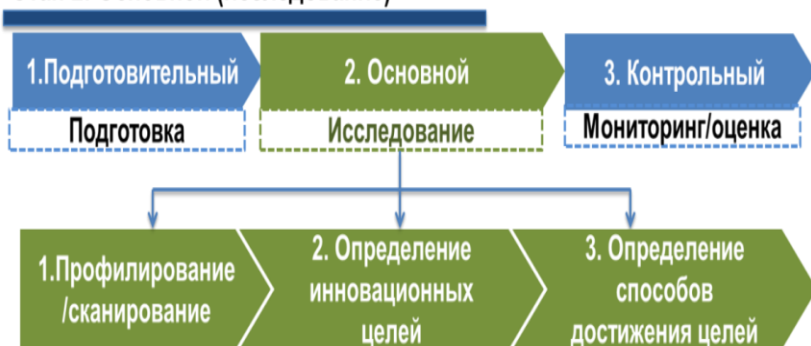 1.Подготовительный
2. Основной
3. Контрольный
Подготовка
Исследование
Мониторинг/оценка
1.Профилирование
/сканирование
2. Определение
инновационных
целей
3. Определение
способов
достижения целей